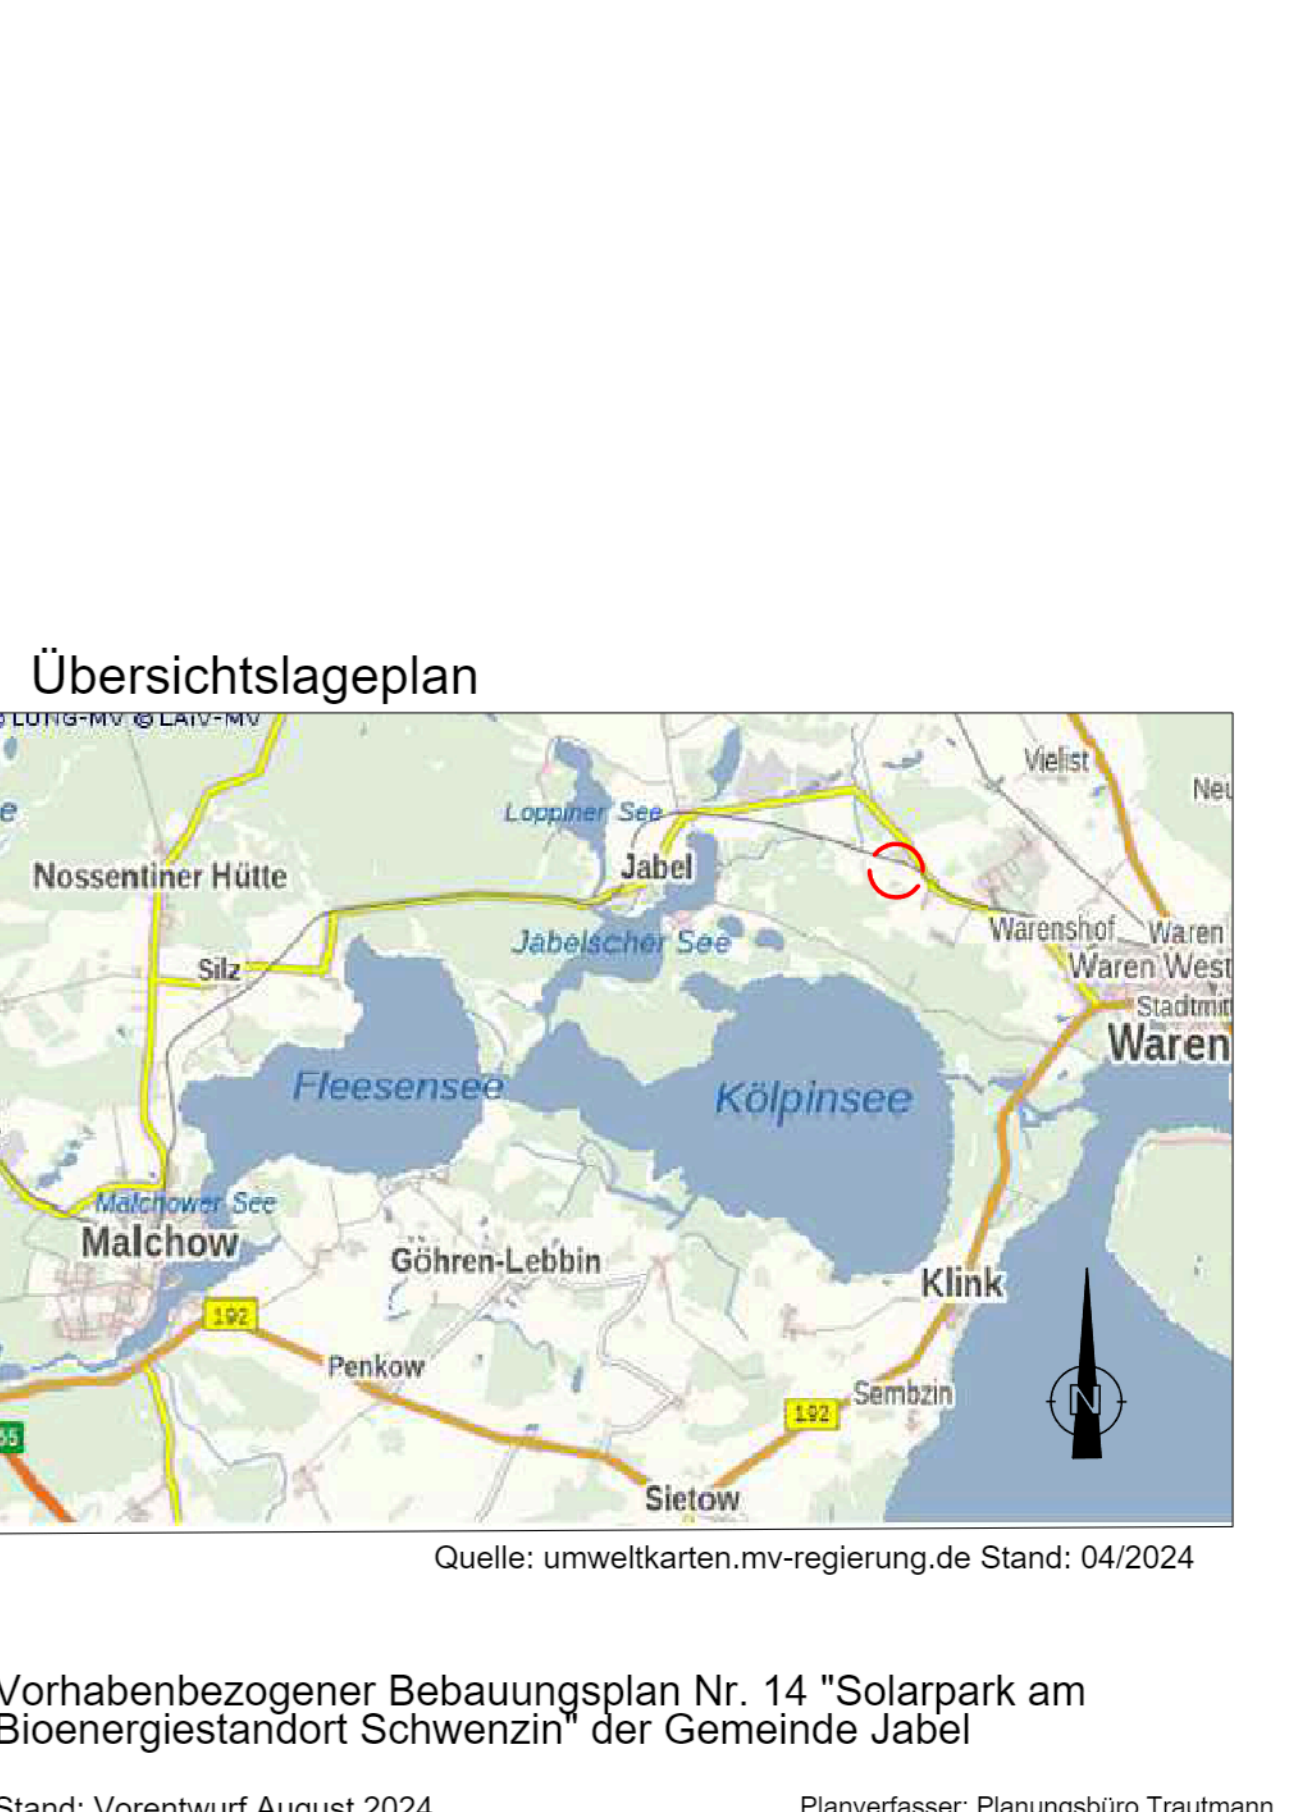 Übersichtslageplan
LUNG-MV © LAiV-MV
Vielist
Loppiner See
Jabel
Nossentiner Hütte
Warenshof
Waren
Jabelscher See
Silz
Waren West
Stadtmit
Waren
Fleesensee
Kölpinsee
Malchower See
Malchow
Göhren-Lebbin
Klink
192
Penkow
Sembzin
192
N
Sietow
Quelle: umweltkarten.mv-regierung.de Stand: 04/2024
Vorhabenbezogener Bebauungsplan Nr. 14 "Solarpark am
Bioenergiestandort Schwenzin" der Gemeinde Jabel
Stand: Vorentwurf August 2024
Planverfasser: Planungsbüro Trautmann